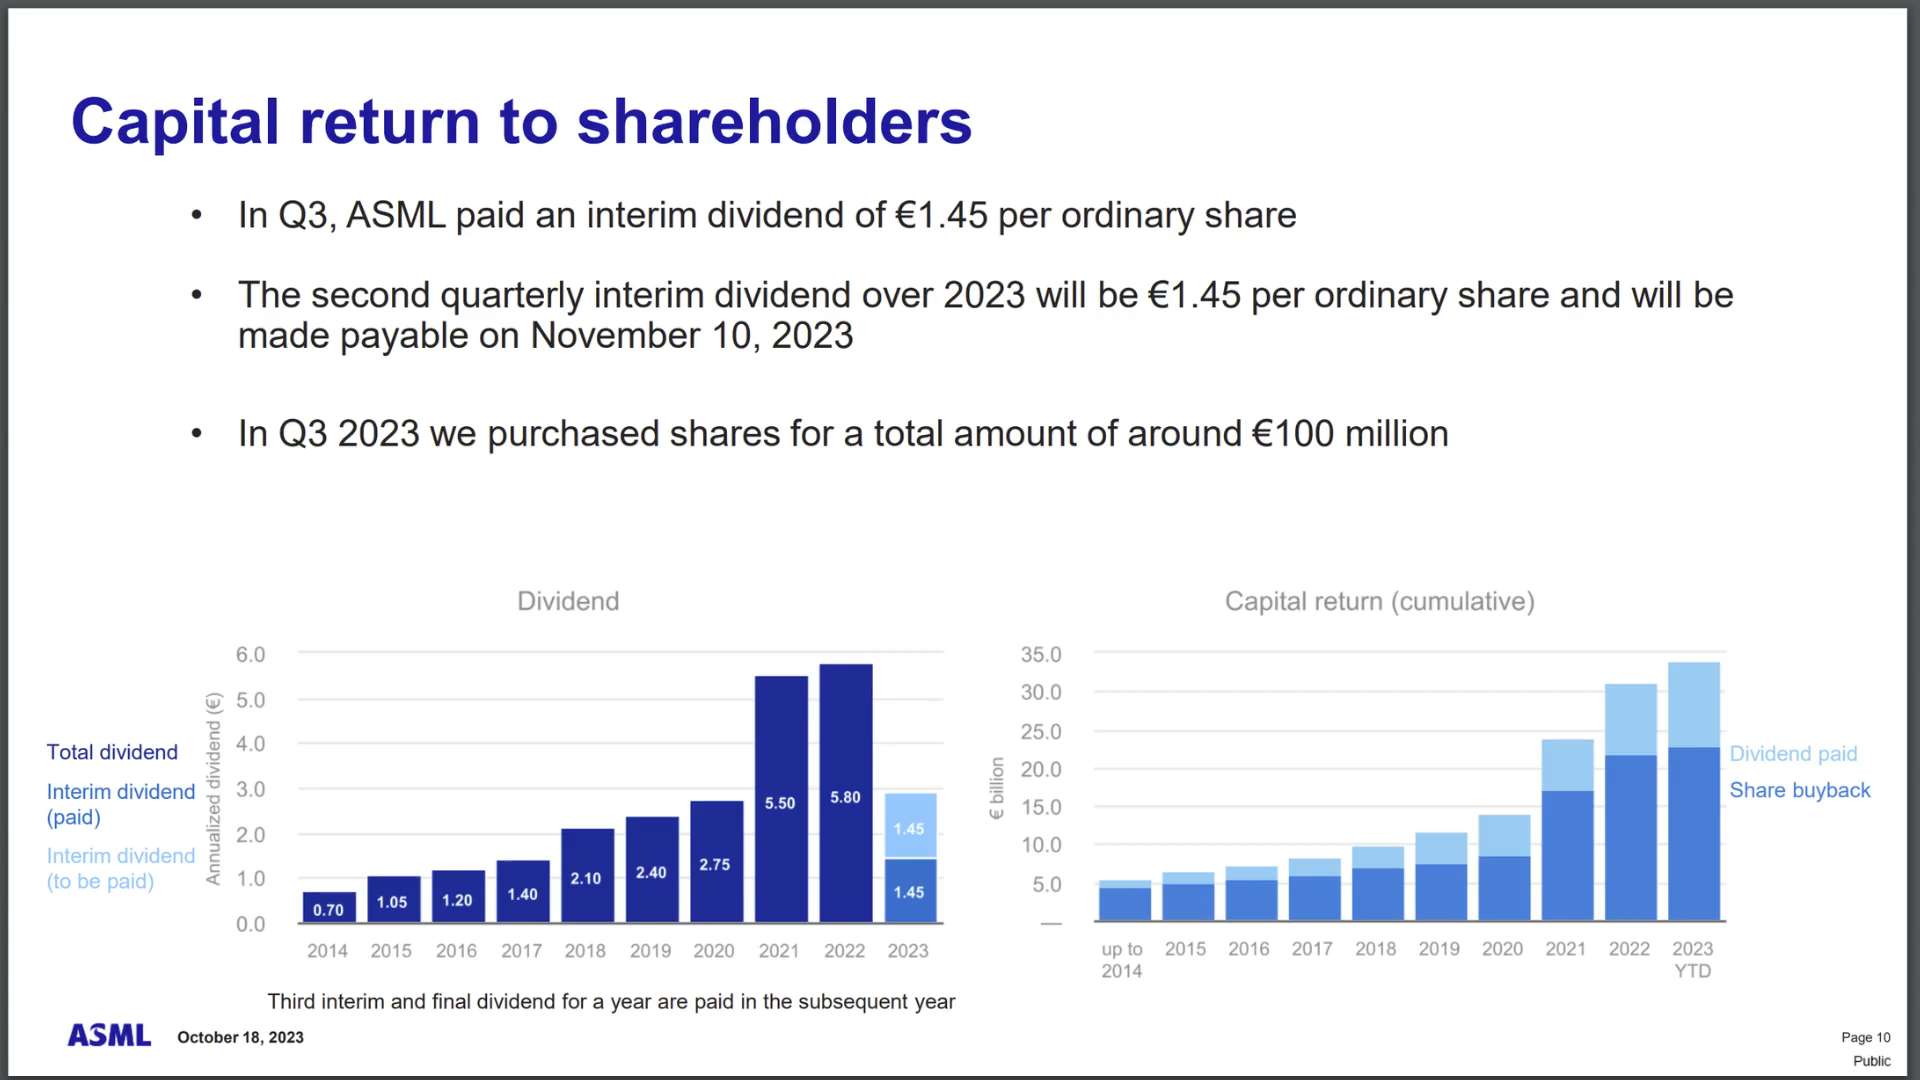 Capital return to shareholders
• In Q3, ASML paid an interim dividend of €1.45 per ordinary share
• The second quarterly interim dividend over 2023 will be €1.45 per ordinary share and will be
made payable on November 10, 2023
• In Q3 2023 we purchased shares for a total amount of around €100 million
Dividend
Total dividend
Interim dividend
(paid)
Interim dividend
(to be paid)
Annualized dividend (€)
6.0
5.0
4.0
3.0
2.0
1.0
0.0
0.70
1.05
1.20
1.40
2.10
2.40
2.75
5.50
5.80
1.45
1.45
2014 2015 2016 2017 2018 2019 2020 2021 2022 2023
Third interim and final dividend for a year are paid in the subsequent year
Capital return (cumulative)
€ billion
35.0
30.0
25.0
20.0
15.0
10.0
5.0
—
up to 2015 2016 2017 2018 2019 2020 2021 2022 2023
2014 YTD
Dividend paid
Share buyback
ASML
October 18, 2023
Page 10
Public